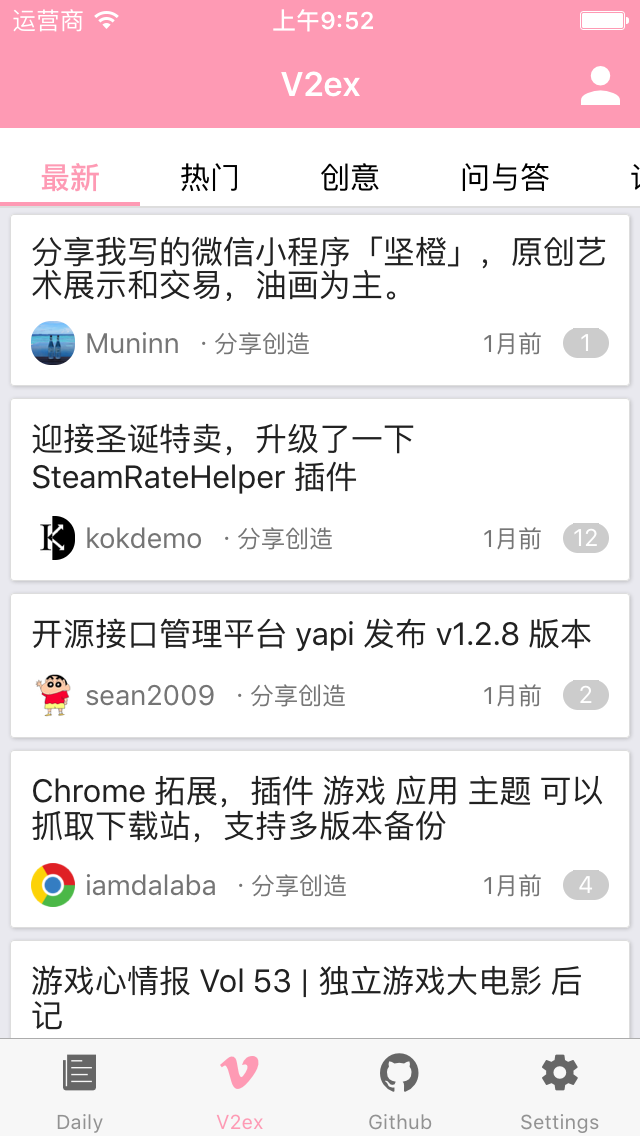 运营商 上午9:52
V2ex
最新 热门 创意 问与答
分享我写的微信小程序「坚橙」，原创艺
术展示和交易，油画为主。
Muninn · 分享创造 1月前 1
迎接圣诞特卖，升级了一下
SteamRateHelper 插件
kokdemo · 分享创造 1月前 12
开源接口管理平台 yapi 发布 v1.2.8 版本
sean2009 · 分享创造 1月前 2
Chrome 拓展，插件 游戏 应用 主题 可以
抓取下载站，支持多版本备份
iamdalaba · 分享创造 1月前 4
游戏心情报 Vol 53 | 独立游戏大电影 后
记
Daily V2ex Github Settings